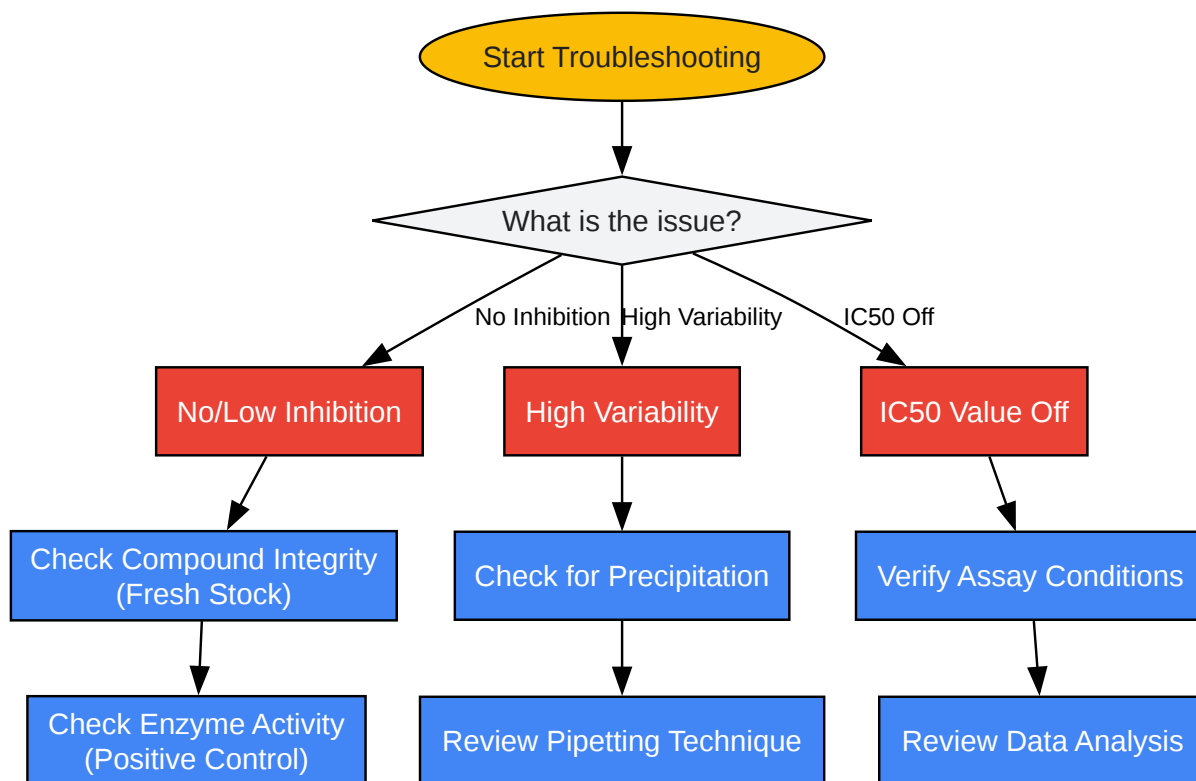 Start Troubleshooting
What is the issue?
No Inhibition
High Variability
IC50 Off
No/Low Inhibition
High Variability
IC50 Value Off
Check Compound Integrity
(Fresh Stock)
Check for Precipitation
Verify Assay Conditions
Check Enzyme Activity
(Positive Control)
Review Pipetting Technique
Review Data Analysis